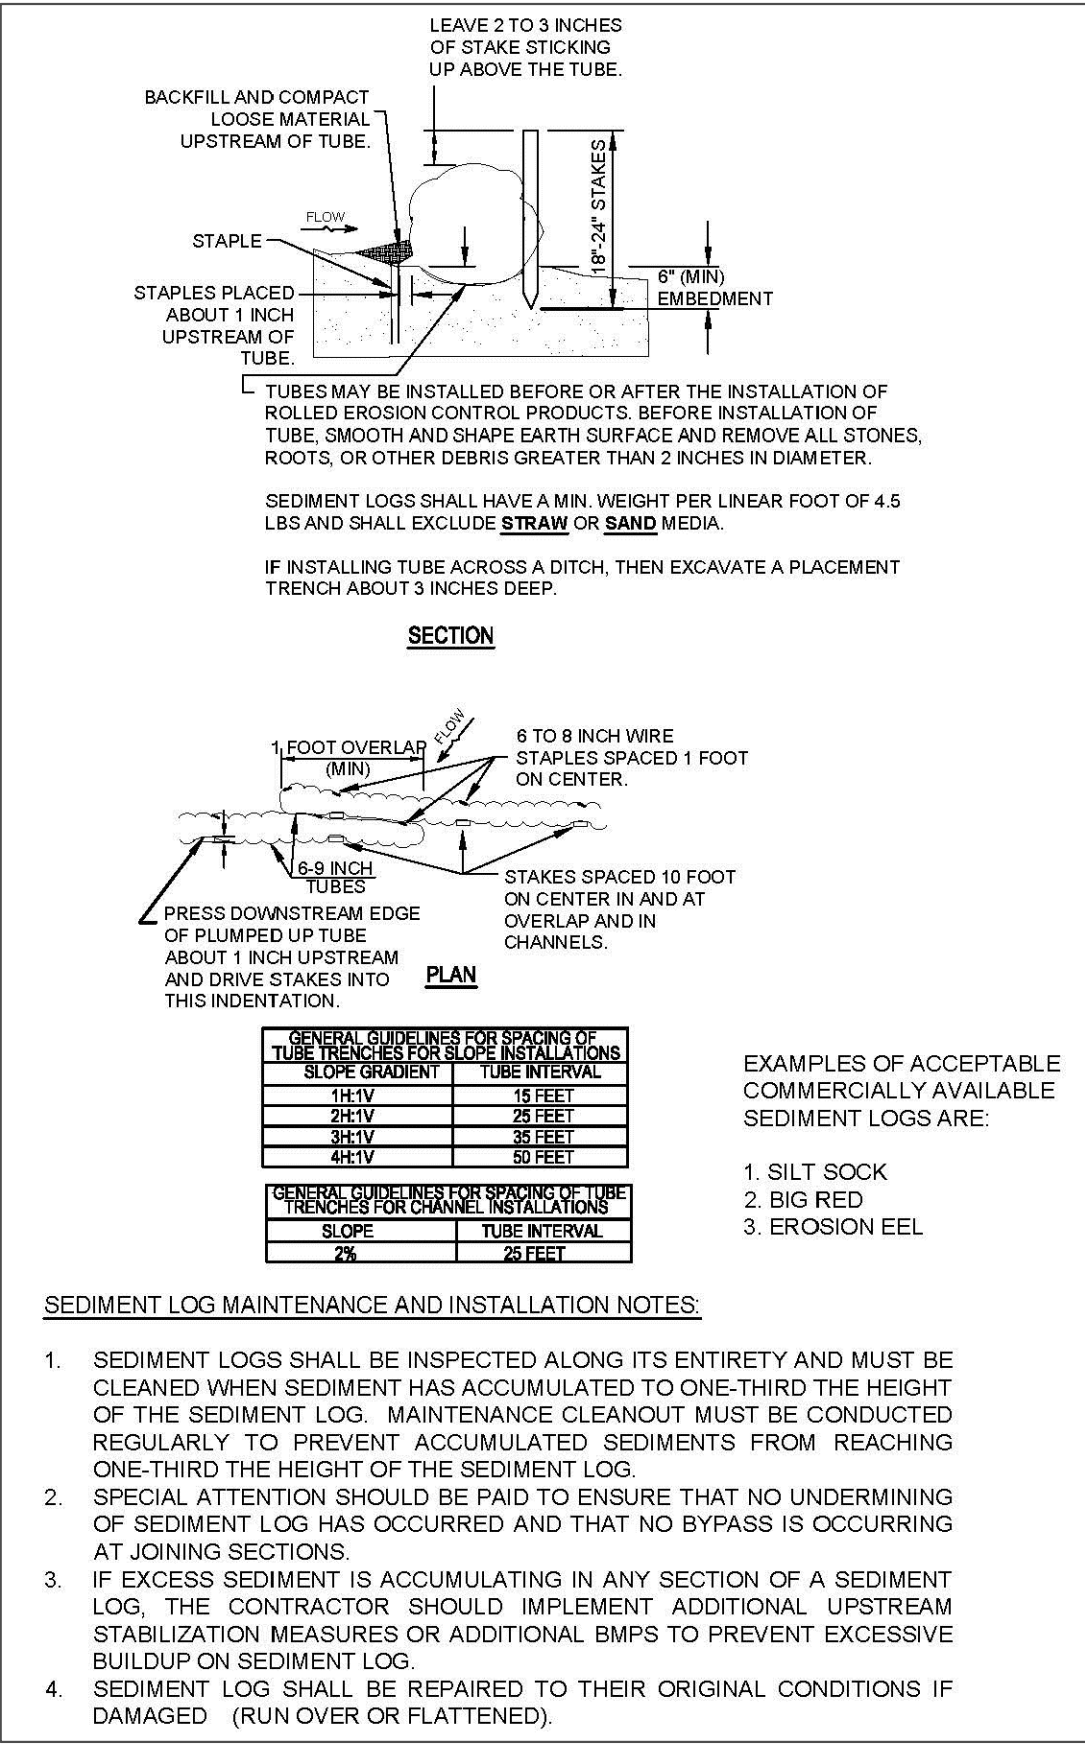 LEAVE 2 TO 3 INCHES
OF STAKE STICKING
UP ABOVE THE TUBE.
BACKFILL AND COMPACT
LOOSE MATERIAL
UPSTREAM OF TUBE.
FLOW
STAPLE
STAPLES PLACED
ABOUT 1 INCH
UPSTREAM OF
TUBE.
18"-24" STAKES
6" (MIN)
EMBEDMENT
TUBES MAY BE INSTALLED BEFORE OR AFTER THE INSTALLATION OF
ROLLED EROSION CONTROL PRODUCTS. BEFORE INSTALLATION OF
TUBE, SMOOTH AND SHAPE EARTH SURFACE AND REMOVE ALL STONES,
ROOTS, OR OTHER DEBRIS GREATER THAN 2 INCHES IN DIAMETER.
SEDIMENT LOGS SHALL HAVE A MIN. WEIGHT PER LINEAR FOOT OF 4.5
LBS AND SHALL EXCLUDE STRAW OR SAND MEDIA.
IF INSTALLING TUBE ACROSS A DITCH, THEN EXCAVATE A PLACEMENT
TRENCH ABOUT 3 INCHES DEEP.
SECTION
1 FOOT OVERLAP
(MIN)
FLOW
6 TO 8 INCH WIRE
STAPLES SPACED 1 FOOT
ON CENTER.
6-9 INCH
TUBES
STAKES SPACED 10 FOOT
ON CENTER IN AND AT
OVERLAP AND IN
CHANNELS.
PRESS DOWNSTREAM EDGE
OF PLUMPED UP TUBE
ABOUT 1 INCH UPSTREAM
AND DRIVE STAKES INTO
THIS INDENTATION.
PLAN
GENERAL GUIDELINES FOR SPACING OF
TUBE TRENCHES FOR SLOPE INSTALLATIONS
SLOPE GRADIENT TUBE INTERVAL
1H:1V 15 FEET
2H:1V 25 FEET
3H:1V 35 FEET
4H:1V 50 FEET
GENERAL GUIDELINES FOR SPACING OF TUBE
TRENCHES FOR CHANNEL INSTALLATIONS
SLOPE TUBE INTERVAL
2% 25 FEET
EXAMPLES OF ACCEPTABLE
COMMERCIALLY AVAILABLE
SEDIMENT LOGS ARE:
1. SILT SOCK
2. BIG RED
3. EROSION EEL
SEDIMENT LOG MAINTENANCE AND INSTALLATION NOTES:
1. SEDIMENT LOGS SHALL BE INSPECTED ALONG ITS ENTIRETY AND MUST BE
CLEANED WHEN SEDIMENT HAS ACCUMULATED TO ONE-THIRD THE HEIGHT
OF THE SEDIMENT LOG. MAINTENANCE CLEANOUT MUST BE CONDUCTED
REGULARLY TO PREVENT ACCUMULATED SEDIMENTS FROM REACHING
ONE-THIRD THE HEIGHT OF THE SEDIMENT LOG.
2. SPECIAL ATTENTION SHOULD BE PAID TO ENSURE THAT NO UNDERMINING
OF SEDIMENT LOG HAS OCCURRED AND THAT NO BYPASS IS OCCURRING
AT JOINING SECTIONS.
3. IF EXCESS SEDIMENT IS ACCUMULATING IN ANY SECTION OF A SEDIMENT
LOG, THE CONTRACTOR SHOULD IMPLEMENT ADDITIONAL UPSTREAM
STABILIZATION MEASURES OR ADDITIONAL BMPS TO PREVENT EXCESSIVE
BUILDUP ON SEDIMENT LOG.
4. SEDIMENT LOG SHALL BE REPAIRED TO THEIR ORIGINAL CONDITIONS IF
DAMAGED (RUN OVER OR FLATTENED).